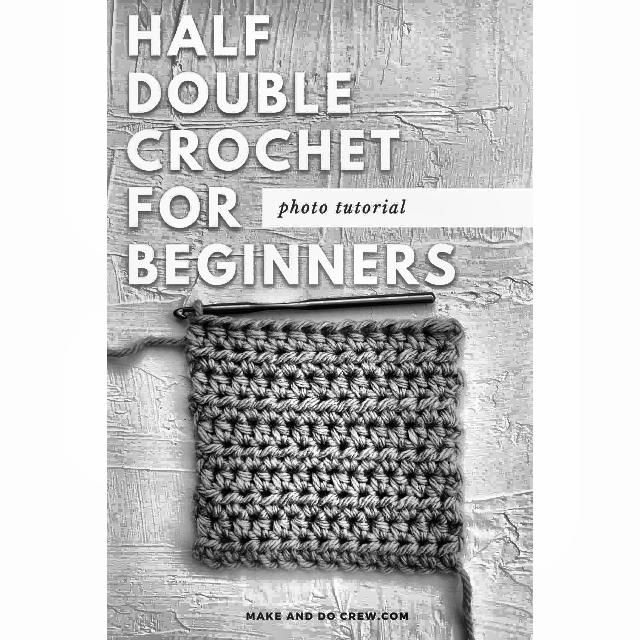 HALF
DOUBLE
CROCHET
FOR
photo tutorial
BEGINNERS
MAKE AND DO CREW.COM